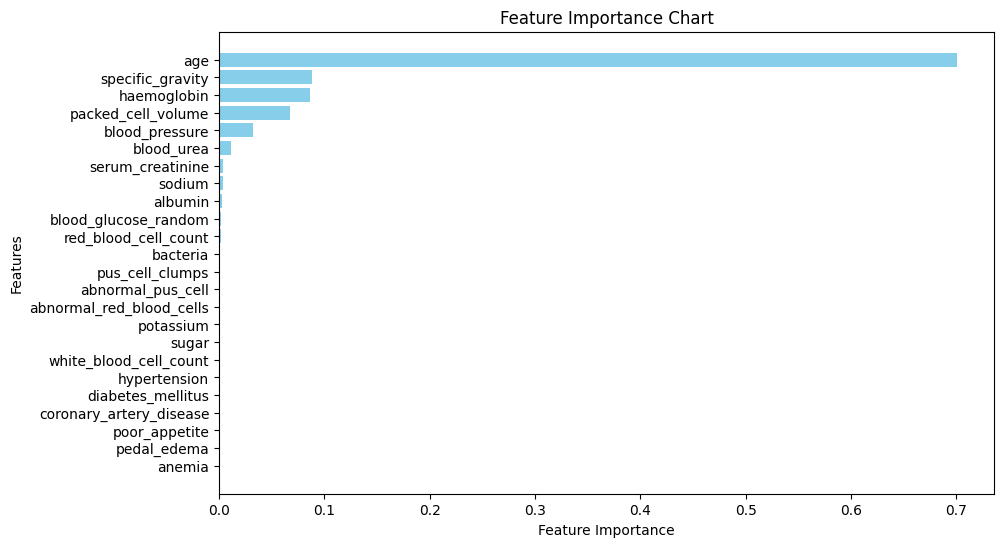 Feature Importance Chart
Features
age
specific_gravity
haemoglobin
packed_cell_volume
blood_pressure
blood_urea
serum_creatinine
sodium
albumin
blood_glucose_random
red_blood_cell_count
bacteria
pus_cell_clumps
abnormal_pus_cell
abnormal_red_blood_cells
potassium
sugar
white_blood_cell_count
hypertension
diabetes_mellitus
coronary_artery_disease
poor_appetite
pedal_edema
anemia
0.0 0.1 0.2 0.3 0.4 0.5 0.6 0.7
Feature Importance